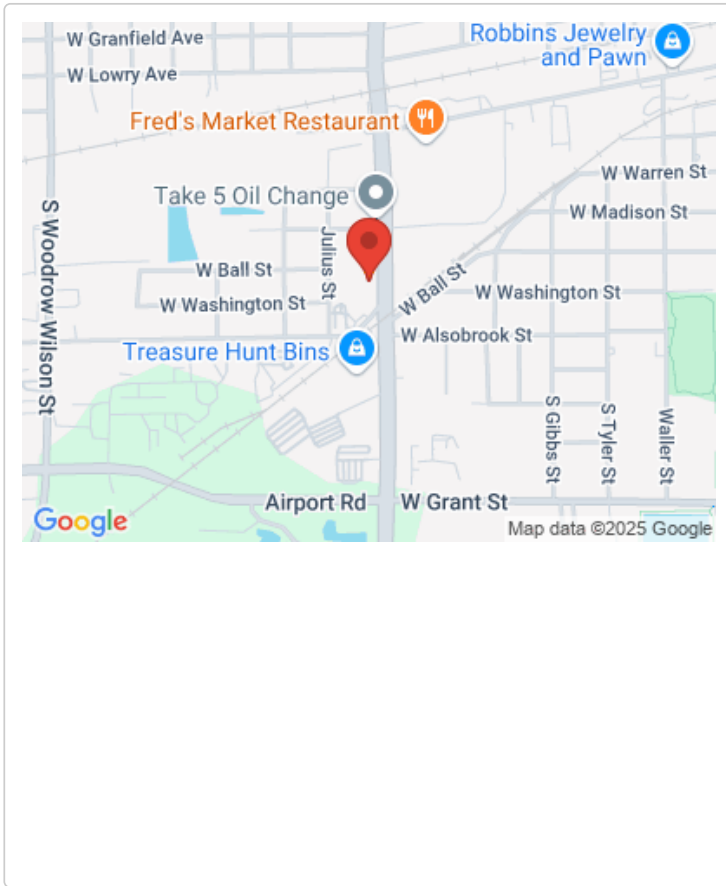 W Granfield Ave
W Lowry Ave
Robbins Jewelry
and Pawn
Fred's Market Restaurant
Take 5 Oil Change
W Warren St
W Madison St
S Woodrow Wilson St
Julius St
W Ball St
W Ball St
W Washington St
W Washington St
W Alsobrook St
Treasure Hunt Bins
S Gibbs St
S Tyler St
Waller St
Airport Rd
W Grant St
Google
Map data ©2025 Google